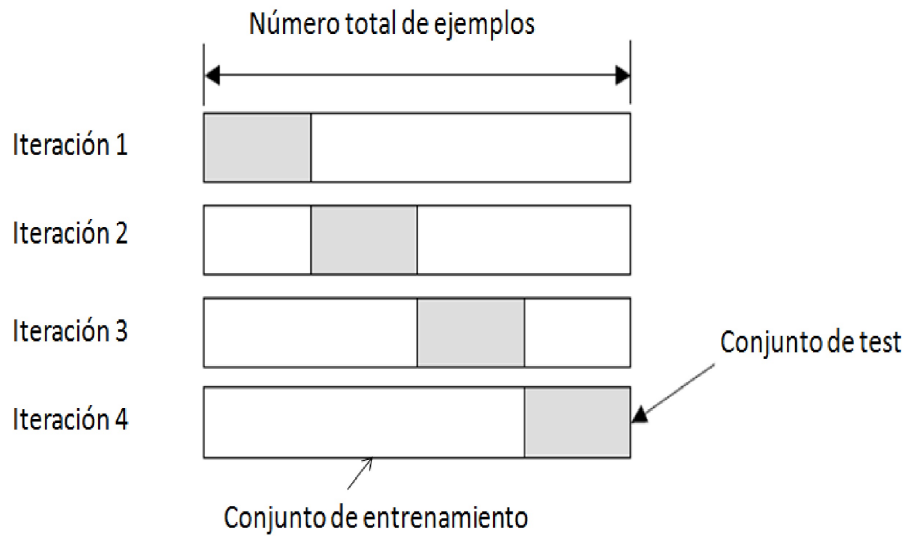 Número total de ejemplos
Iteración 1
Iteración 2
Iteración 3
Conjunto de test
Iteración 4
Conjunto de entrenamiento